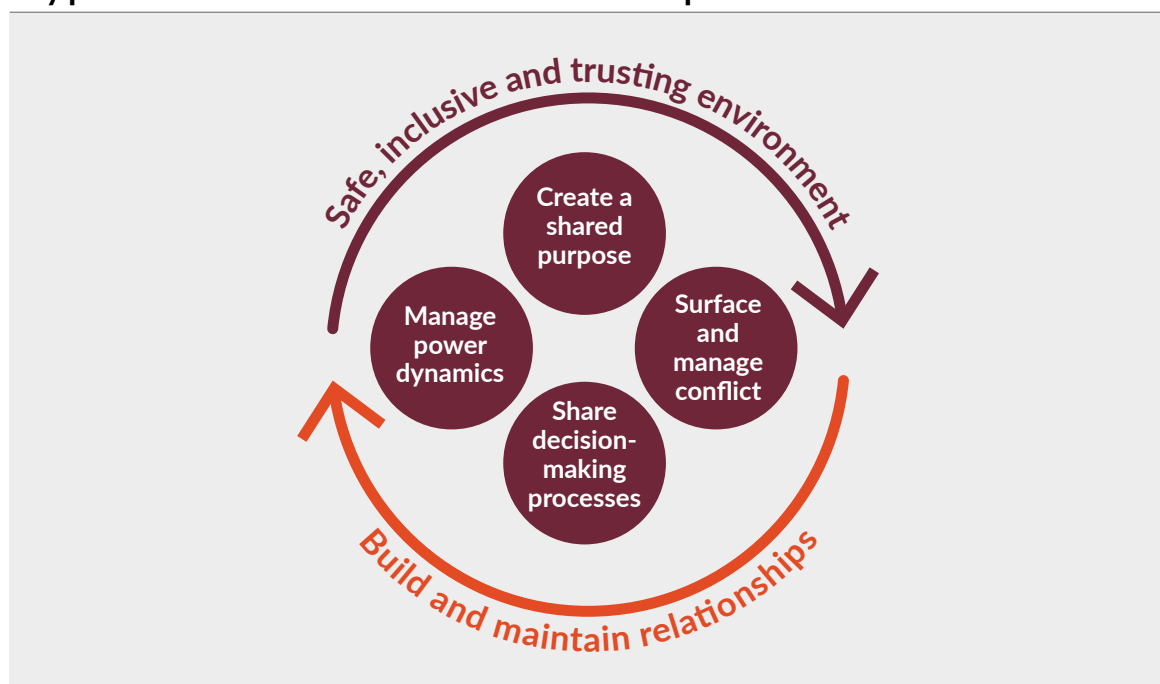 Safe, inclusive and trusting environment
Create a
shared
purpose
Manage
power
dynamics
Surface
and
manage
conflict
Share
decision-
making
processes
Build and maintain relationships